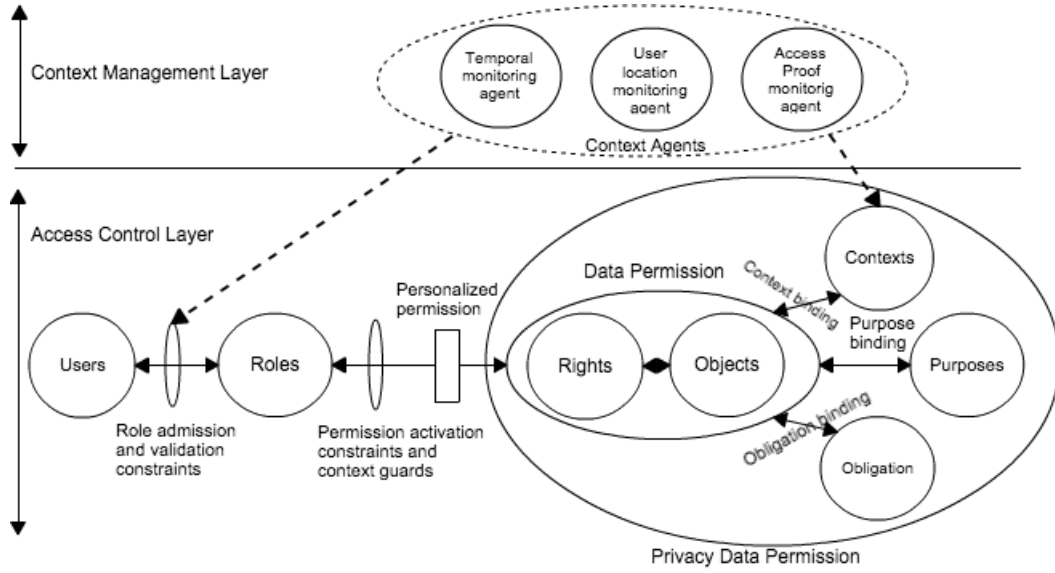 Temporal
monitoring
agent
User
location
monitoring
agent
Access
Proof
monitorig
agent
Context Management Layer
Context Agents
Access Control Layer
Contexts
Data Permission
Context binding
Personalized
permission
Purpose
binding
Users
Roles
Rights
Objects
Purposes
Role admission
and validation
constraints
Permission activation
constraints and
context guards
Obligation binding
Obligation
Privacy Data Permission